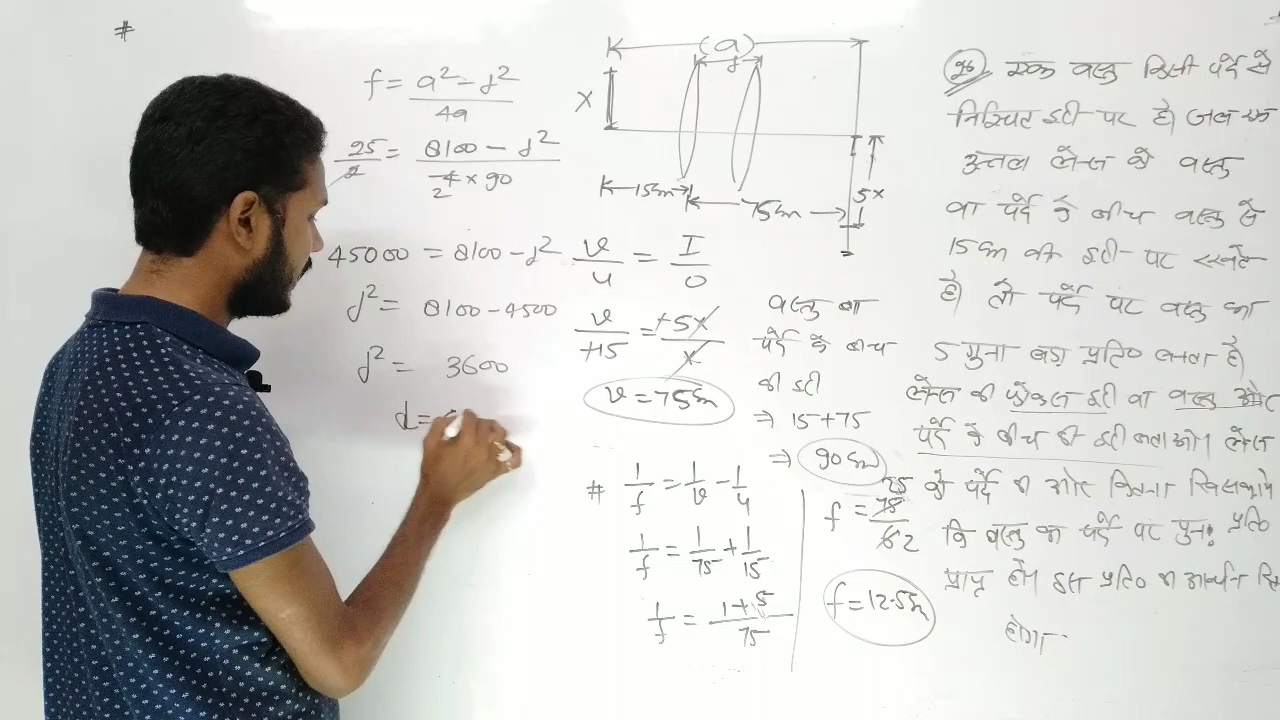 #
f = a² - d² / 4a
25/2 = 8100 - d² / 4 × 90
2
45000 = 8100 - d²
d² = 8100 - 4500
d² = 3600
d =
(a)
d
x
15cm
75cm
5x
I
v/u = I/O
v/+15 = +5x/x
v = 75cm
वस्तु वा
पर्दे के बीच
की दूरी
⇒ 15+75
⇒ 90cm
# 1/f = 1/v - 1/u
1/f = 1/75 + 1/15
1/f = 1+5/75
f = 75/6 25/2
f = 12.5cm
26. एक वस्तु किसी पर्दे से
निश्चित दूरी पर है। जब एक
उत्तल लेन्स को वस्तु
वा पर्दे के बीच वस्तु से
15cm की दूरी पर रखते
है। तो पर्दे पर वस्तु का
5 गुना बड़ा प्रतिo बनता है।
लेन्स की फोकस दूरी वा वस्तु और
पर्दे के बीच की दूरी बताओ। लेन्स
को पर्दे की ओर कितना खिसकाये
कि वस्तु का पर्दे पर पुन: प्रतिo
प्राप्त हो। इस प्रतिo का आवर्धन
होगा